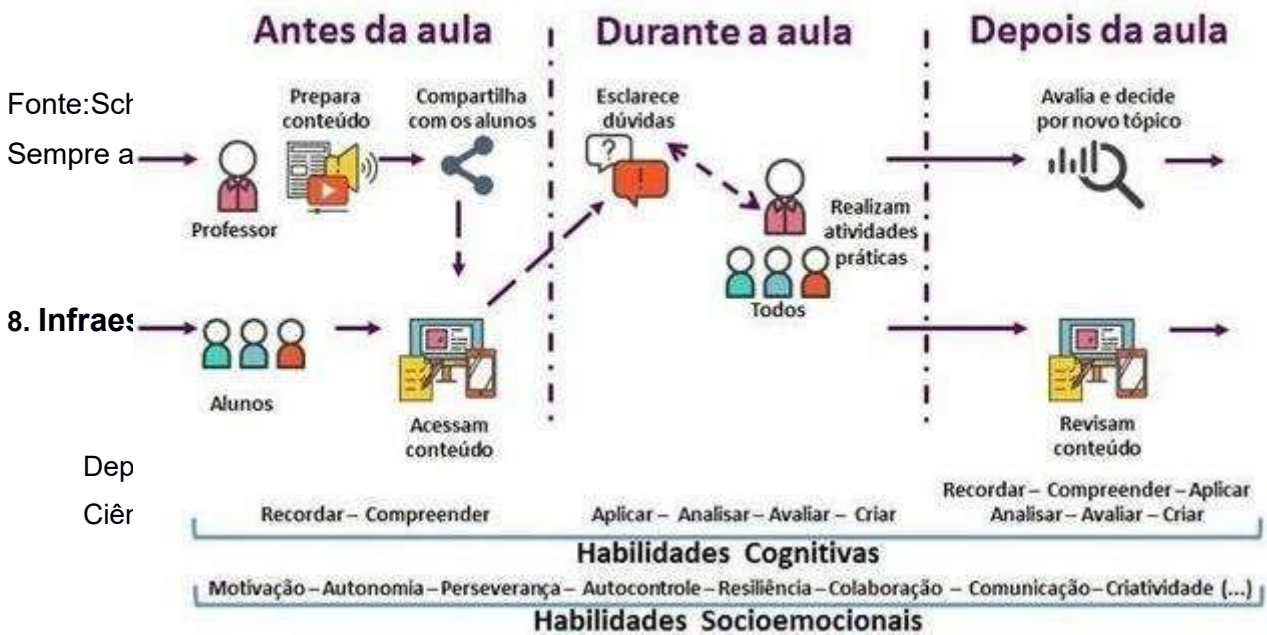 Antes da aula
Durante a aula
Depois da aula
Fonte:Sch
Sempre a
Prepara
conteúdo
Compartilha
com os alunos
Esclarece
dúvidas
Avalia e decide
por novo tópico
Professor
Realizam
atividades
práticas
Todos
8. Infraes
Alunos
Acessam
conteúdo
Revisam
conteúdo
Dep
Ciên
Recordar – Compreender
Aplicar – Analisar – Avaliar – Criar
Recordar – Compreender – Aplicar
Analisar – Avaliar – Criar
Habilidades Cognitivas
Motivação – Autonomia – Perseverança – Autocontrole – Resiliência – Colaboração – Comunicação – Criatividade (...)
Habilidades Socioemocionais